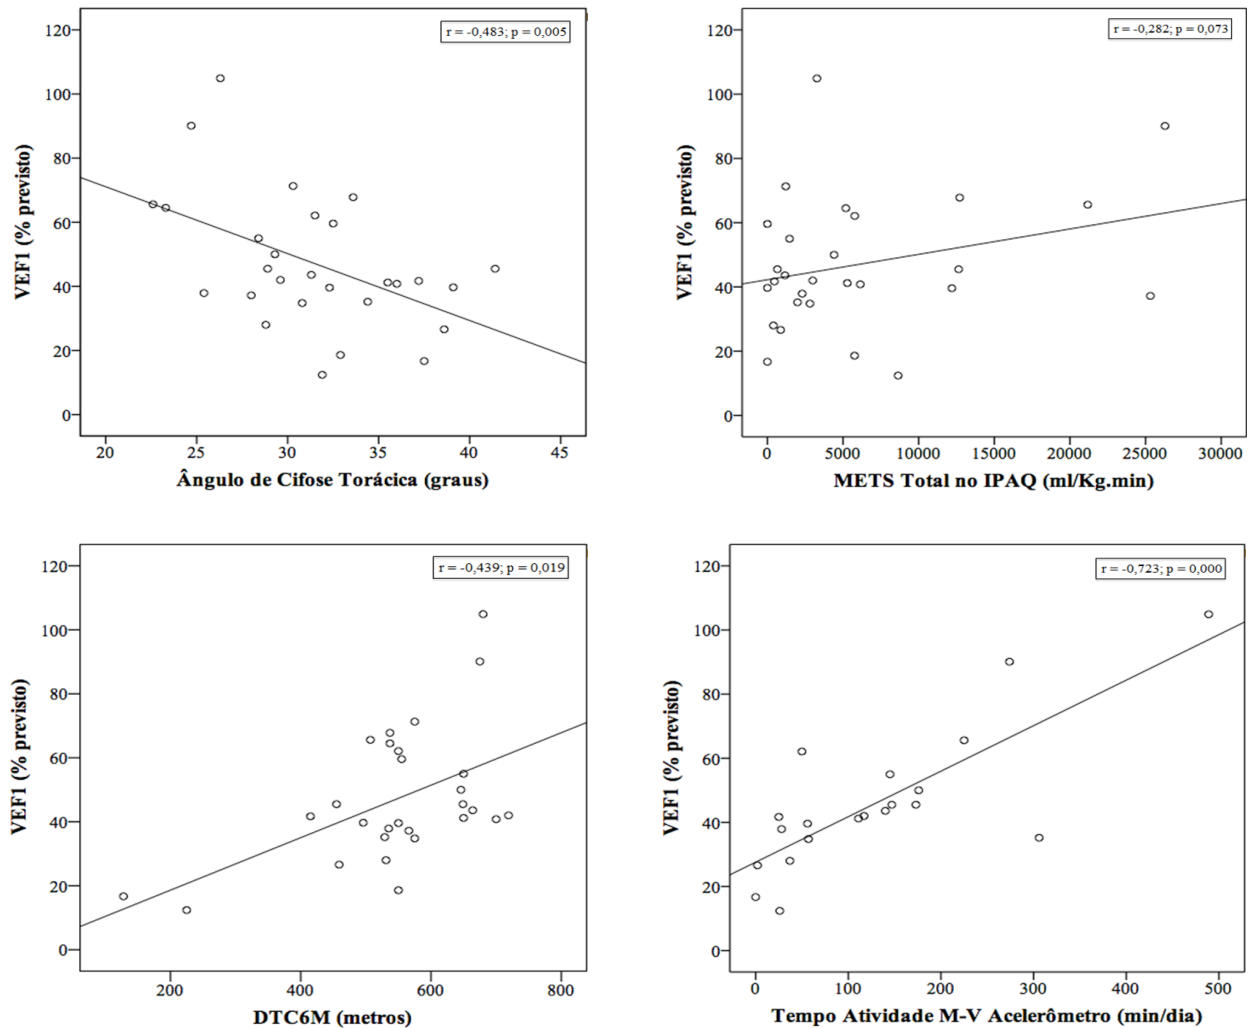 r = -0,483; p = 0,005
VEF1 (% previsto)
120
100
80
60
40
20
0
20 25 30 35 40 45
Ângulo de Cifose Torácica (graus)
r = -0,282; p = 0,073
VEF1 (% previsto)
120
100
80
60
40
20
0
0 5000 10000 15000 20000 25000 30000
METS Total no IPAQ (ml/Kg.min)
r = -0,439; p = 0,019
VEF1 (% previsto)
120
100
80
60
40
20
0
200 400 600 800
DTC6M (metros)
r = -0,723; p = 0,000
VEF1 (% previsto)
120
100
80
60
40
20
0
0 100 200 300 400 500
Tempo Atividade M-V Acelerômetro (min/dia)